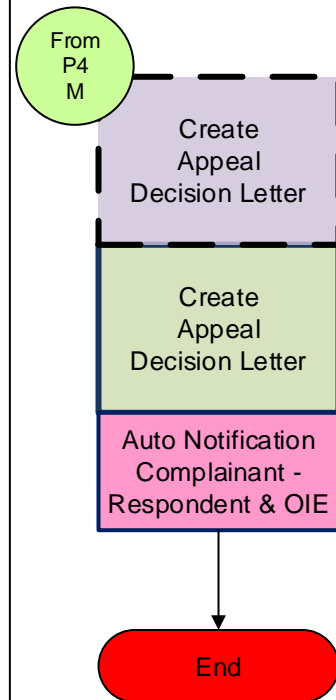 From
P4
M
Create
Appeal
Decision Letter
Create
Appeal
Decision Letter
Auto Notification
Complainant -
Respondent & OIE
End